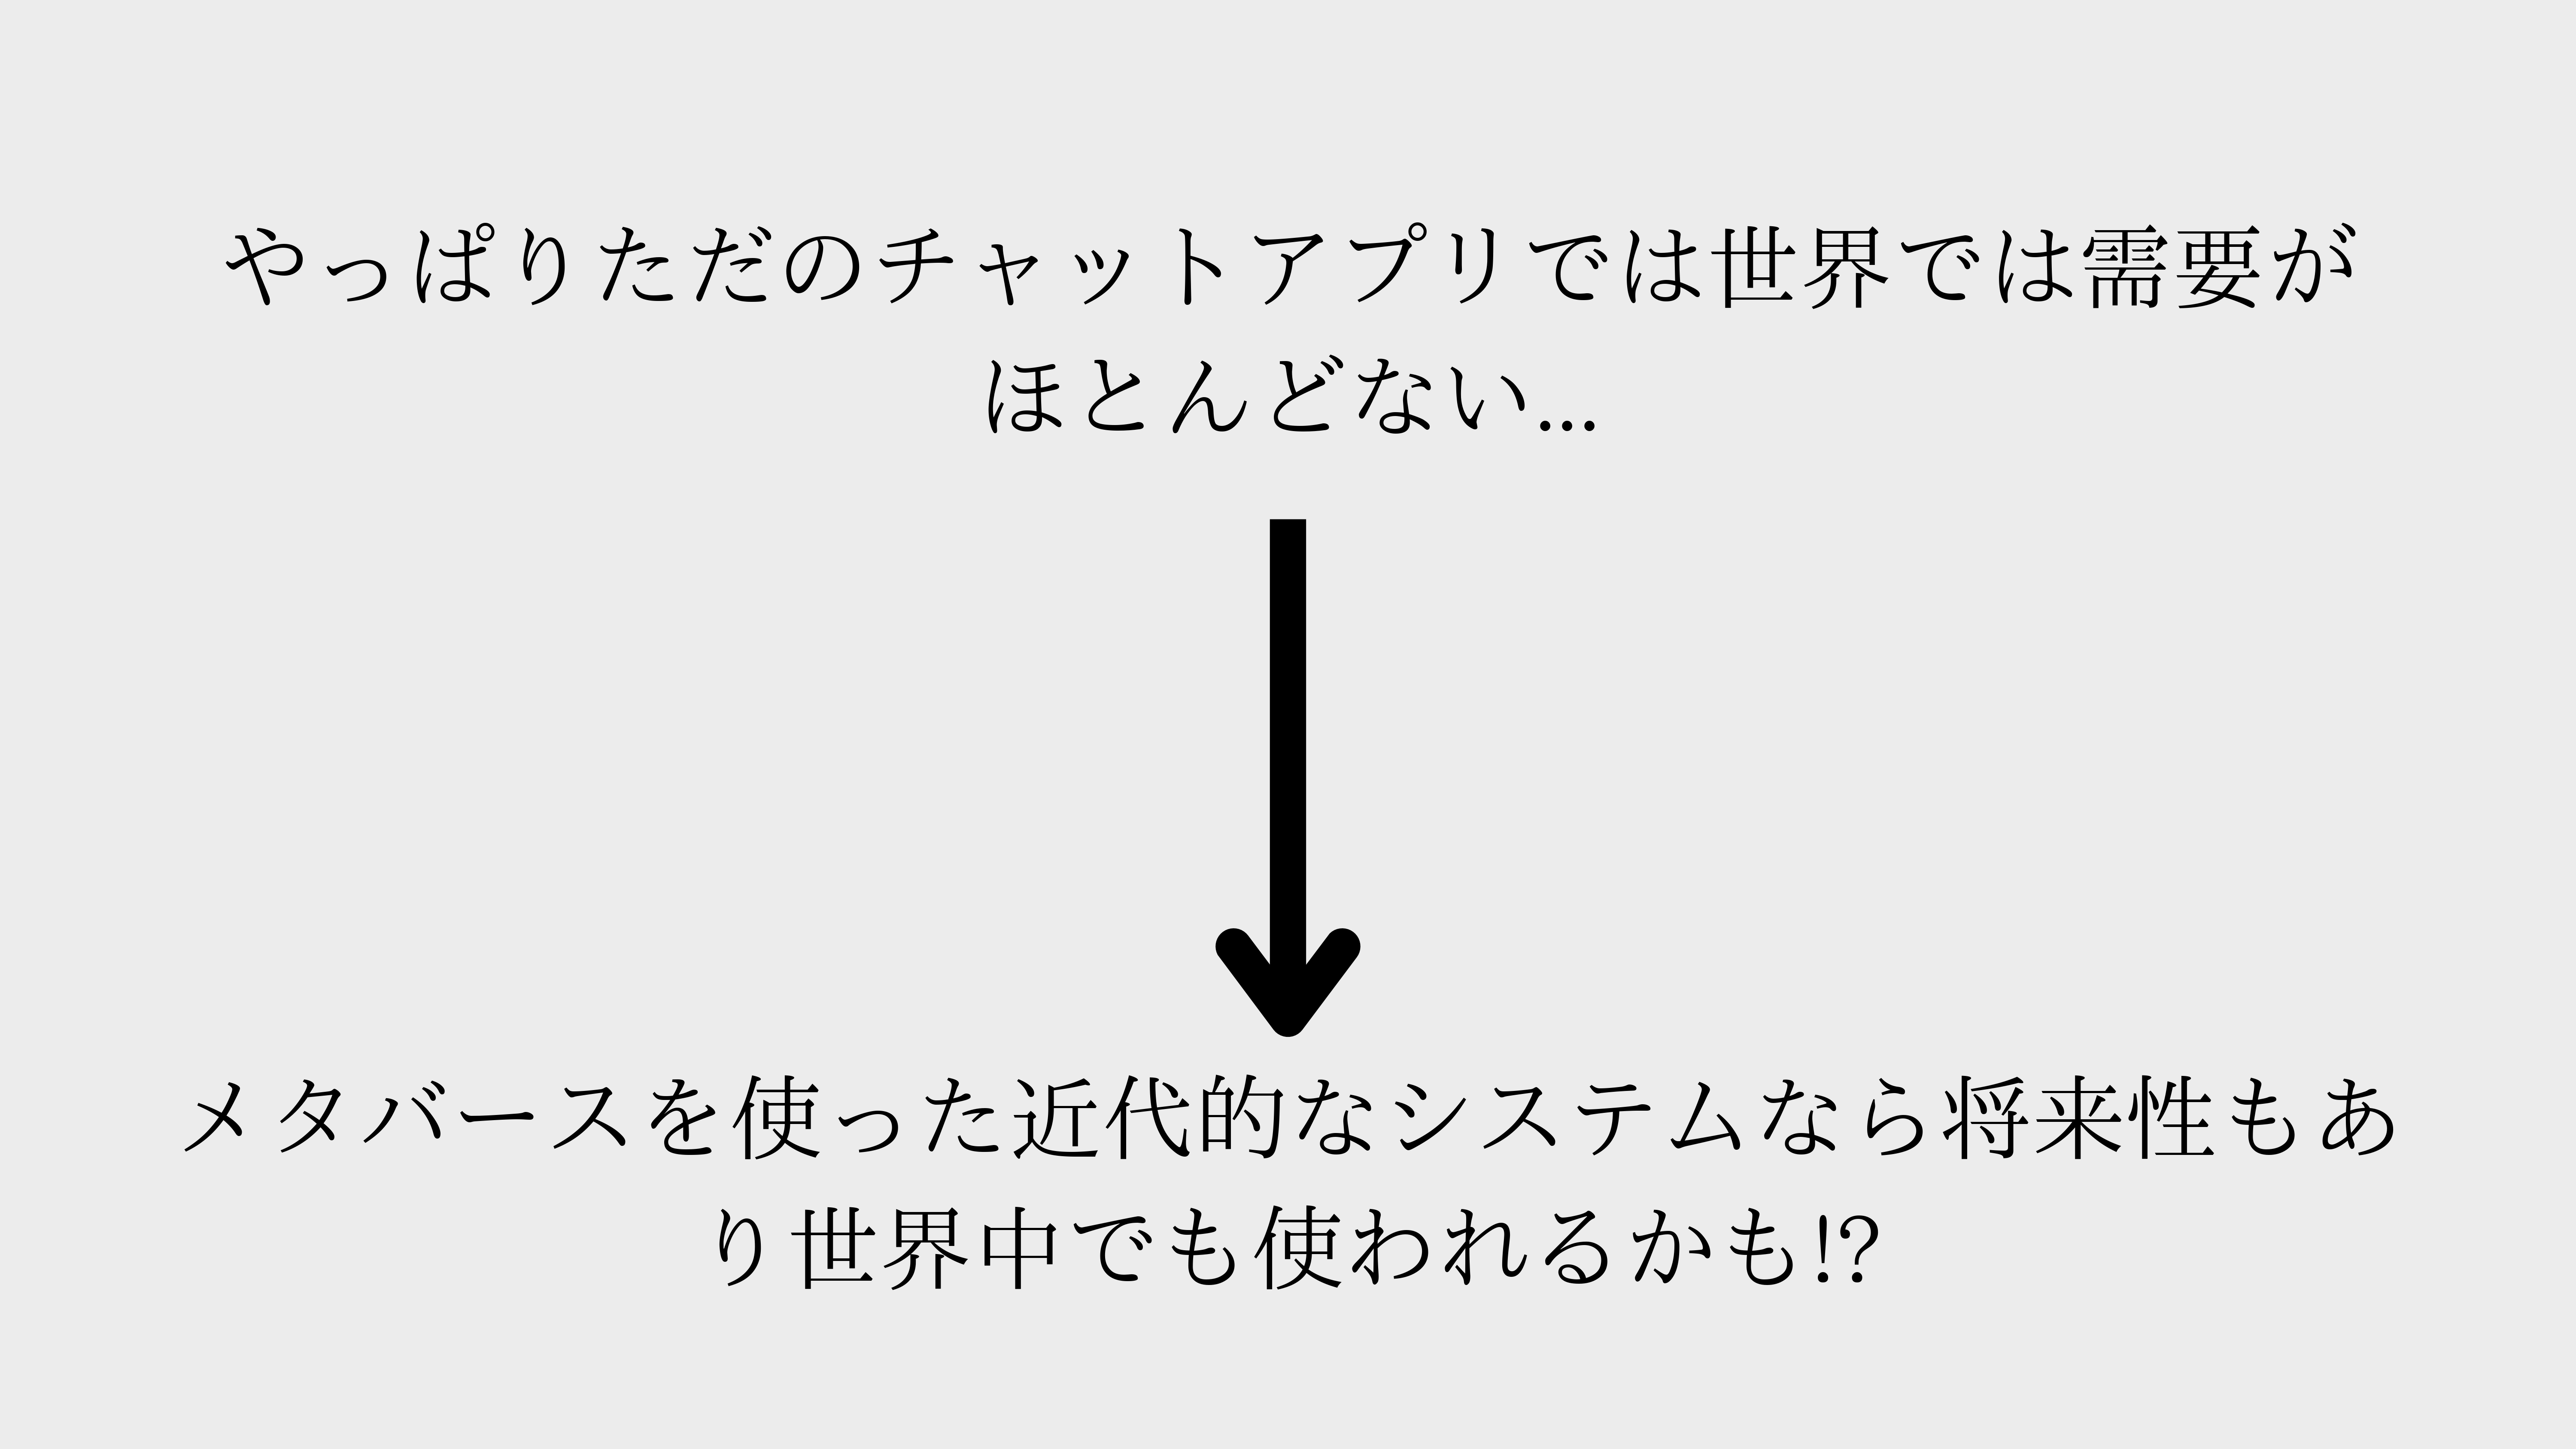 やっぱりただのチャットアプリでは世界では需要が
ほとんどない...
メタバースを使った近代的なシステムなら将来性もあ
り世界中でも使われるかも!?